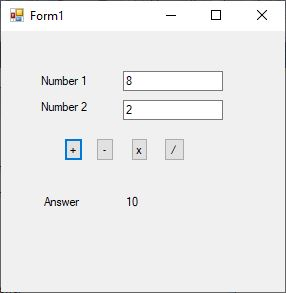 Form1
Number 1 8
Number 2 2
+ - x /
Answer 10